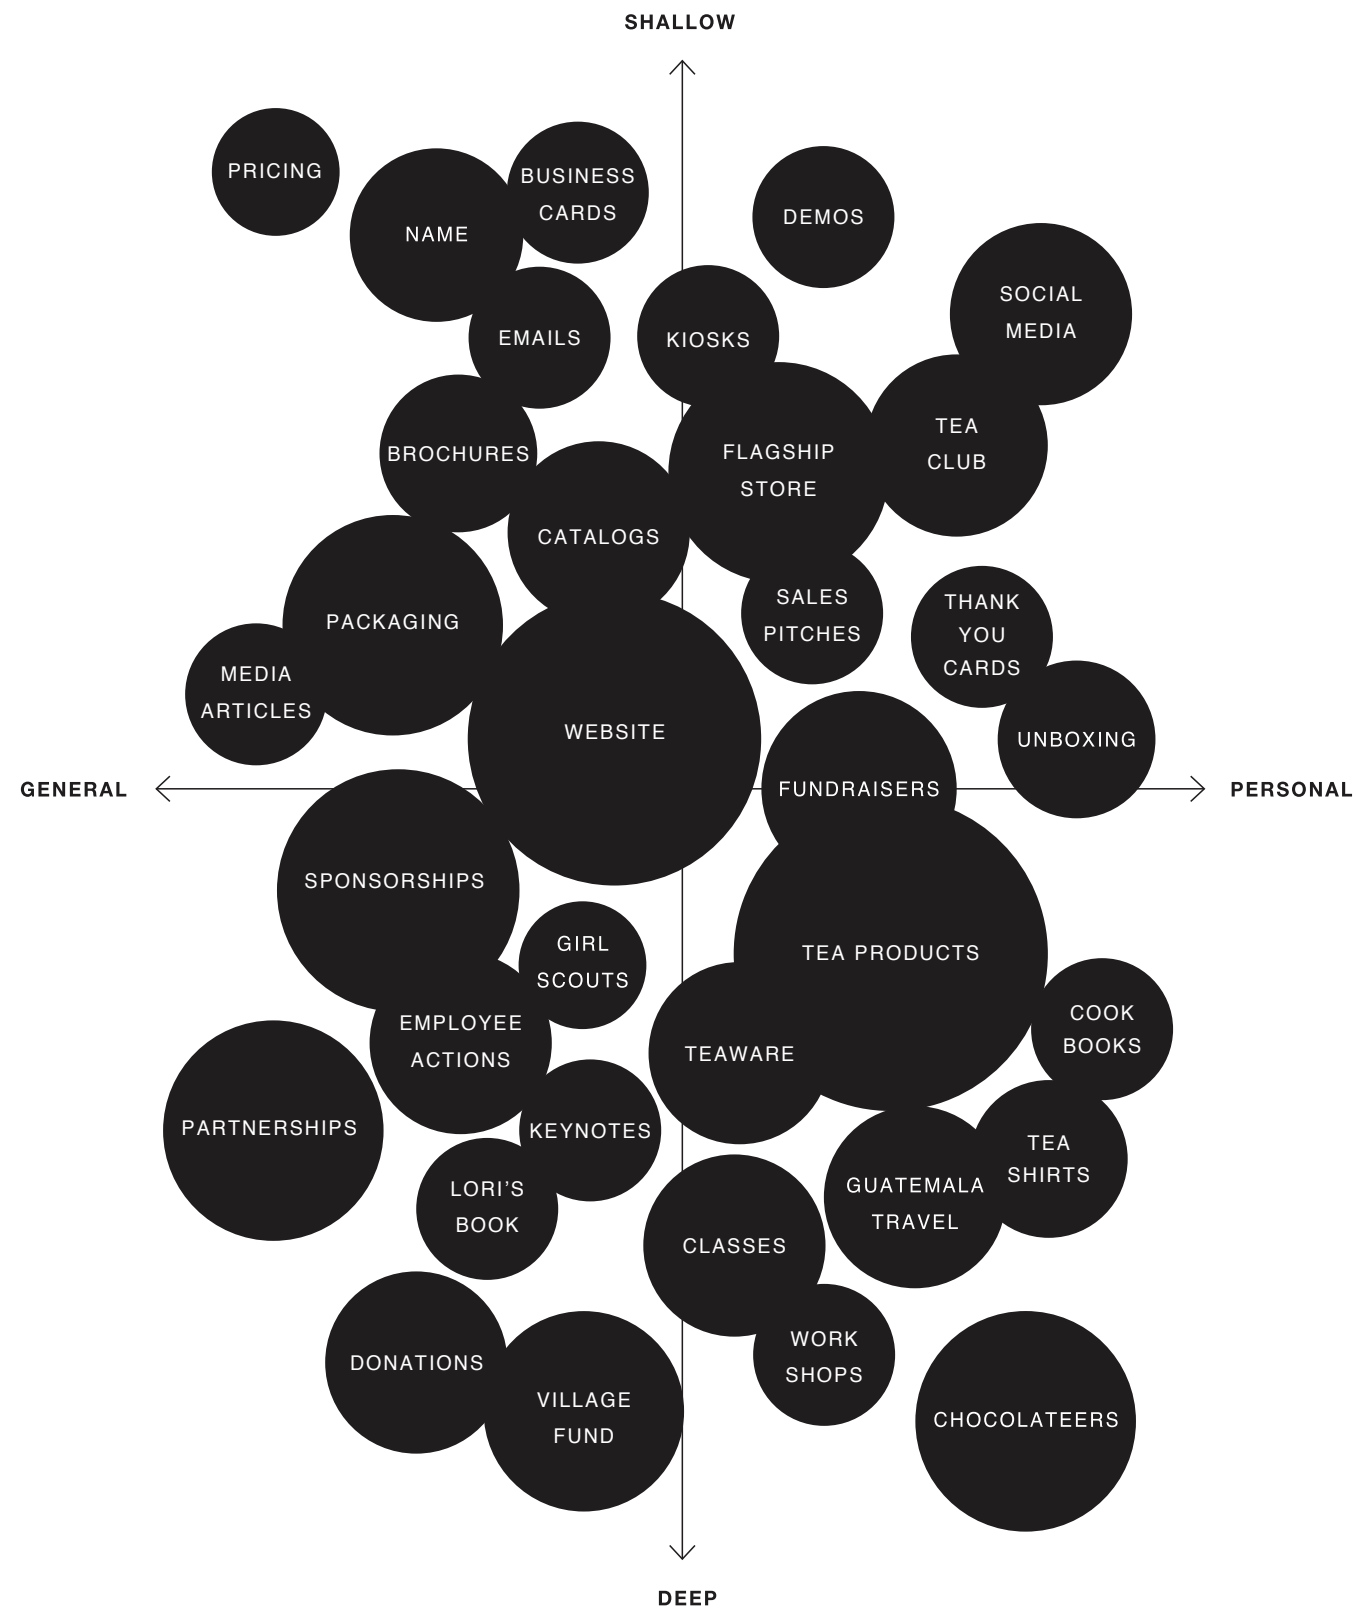 SHALLOW
PRICING
NAME
BUSINESS
CARDS
DEMOS
SOCIAL
MEDIA
EMAILS
KIOSKS
BROCHURES
CATALOGS
FLAGSHIP
STORE
TEA
CLUB
PACKAGING
MEDIA
ARTICLES
SALES
PITCHES
THANK
YOU
CARDS
WEBSITE
UNBOXING
GENERAL
FUNDRAISERS
PERSONAL
SPONSORSHIPS
GIRL
SCOUTS
TEA PRODUCTS
EMPLOYEE
ACTIONS
TEAWARE
COOK
BOOKS
PARTNERSHIPS
KEYNOTES
TEA
SHIRTS
LORI'S
BOOK
GUATEMALA
TRAVEL
CLASSES
DONATIONS
VILLAGE
FUND
WORK
SHOPS
CHOCOLATEERS
DEEP